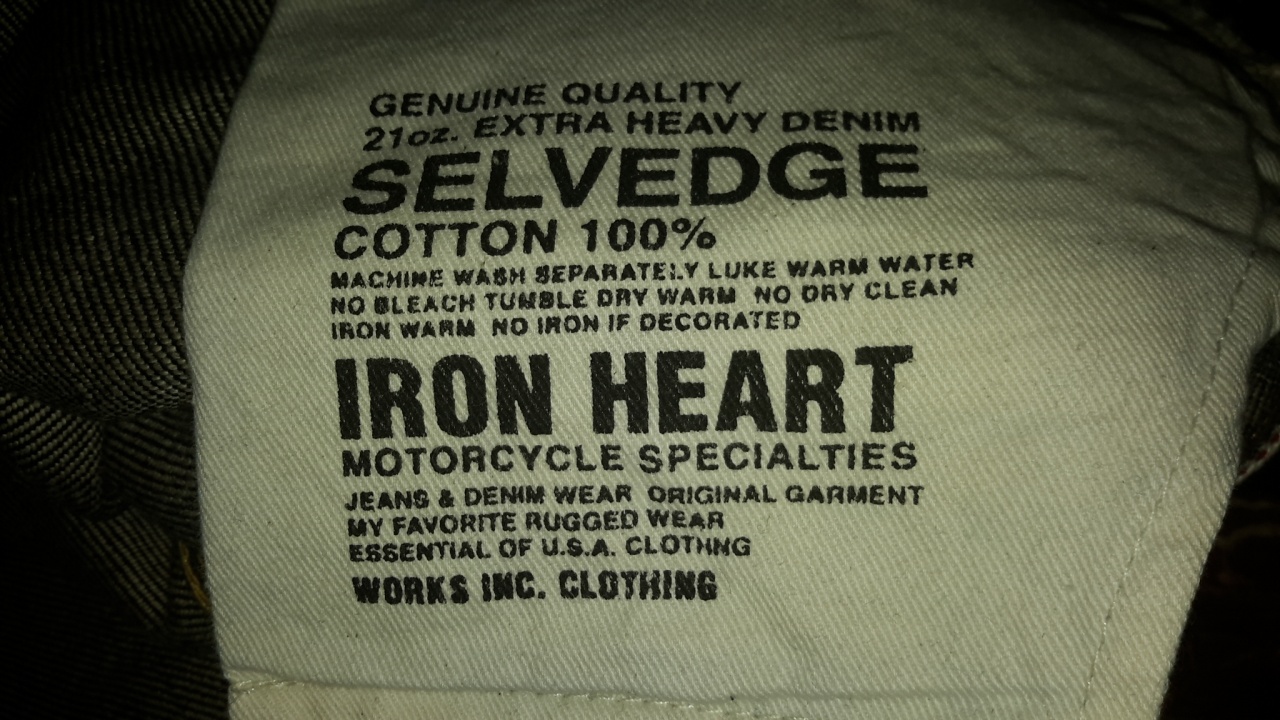 GENUINE QUALITY
21oz. EXTRA HEAVY DENIM
SELVEDGE
COTTON 100%
MACHINE WASH SEPARATELY LUKE WARM WATER
NO BLEACH TUMBLE DRY WARM NO DRY CLEAN
IRON WARM NO IRON IF DECORATED
IRON HEART
MOTORCYCLE SPECIALTIES
JEANS & DENIM WEAR ORIGINAL GARMENT
MY FAVORITE RUGGED WEAR
ESSENTIAL OF U.S.A. CLOTHNG
WORKS INC. CLOTHING